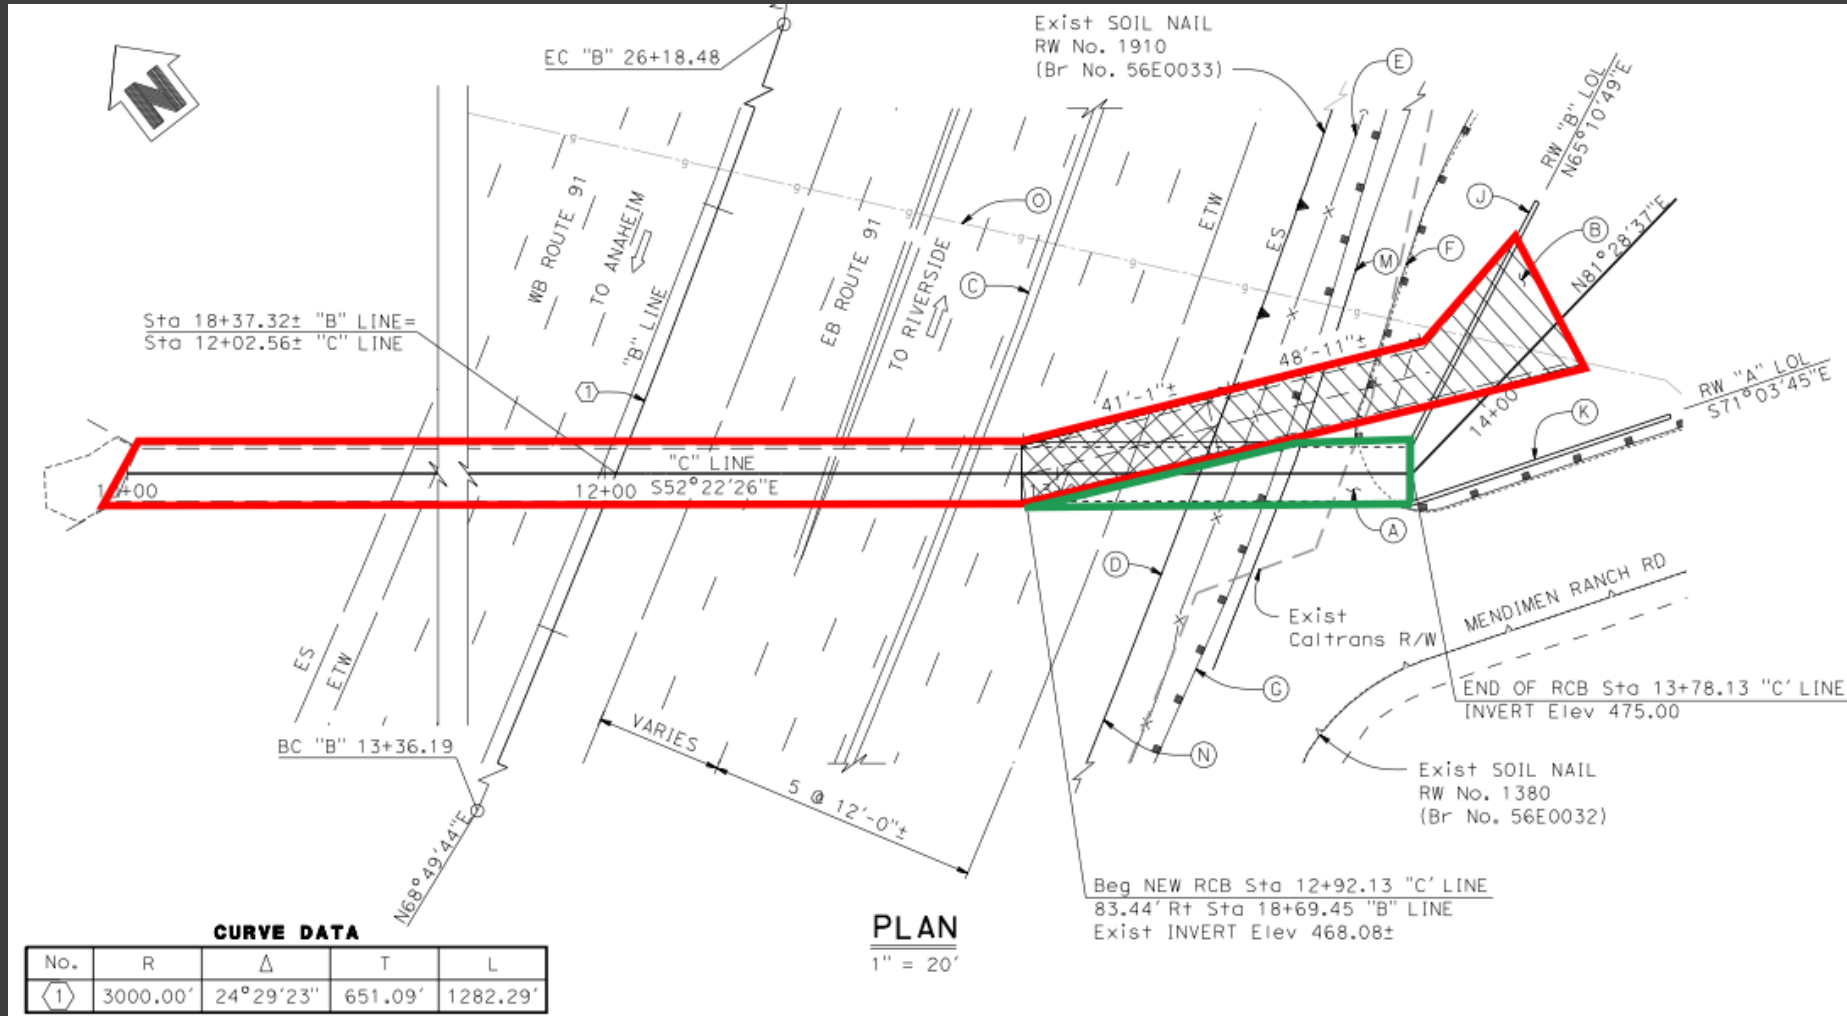 EC "B" 26+18.48
Exist SOIL NAIL
RW No. 1910
(Br No. 56E0033)
E
RW "B" LOL
N65°10'49"E
N
WB ROUTE 91
TO ANAHEIM
"B" LINE
EB ROUTE 91
TO RIVERSIDE
O
C
ETW
ES
M
F
J
B
N81°28'37"E
Sta 18+37.32± "B" LINE=
Sta 12+02.56± "C" LINE
1
41'-1"±
48'-11"±
14+00
RW "A" LOL
S71°03'45"E
K
"C" LINE
S52°22'26"E
12+00
A
D
Exist
Caltrans R/W
MENDIMEN RANCH RD
ES
ETW
G
END OF RCB Sta 13+78.13 "C' LINE
INVERT Elev 475.00
BC "B" 13+36.19
VARIES
5 @ 12'-0"±
N
Exist SOIL NAIL
RW No. 1380
(Br No. 56E0032)
N68°49'44"E
Beg NEW RCB Sta 12+92.13 "C' LINE
83.44' Rt Sta 18+69.45 "B" LINE
Exist INVERT Elev 468.08±
PLAN
1" = 20'
CURVE DATA
No. R Δ T L
1 3000.00' 24°29'23" 651.09' 1282.29'